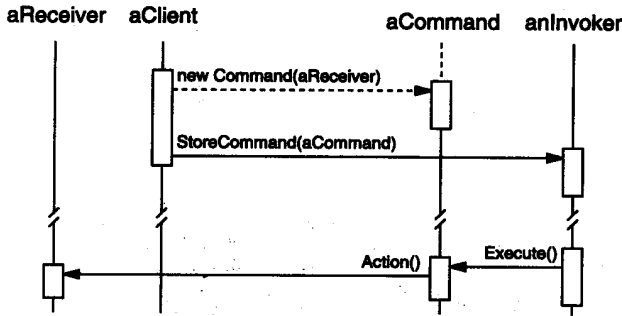 aReceiver aClient aCommand anInvoker
new Command(aReceiver)
StoreCommand(aCommand)
Action() Execute()